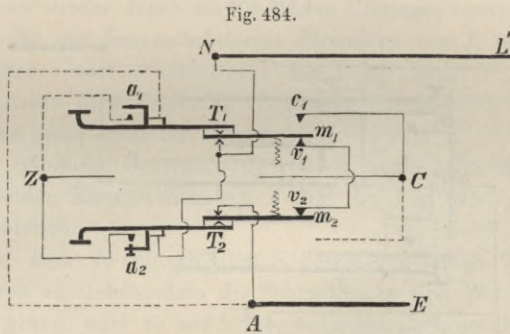 Fig. 484.
N
L
a₁
T₁
c₁
m₁
v₁
Z
C
v₂
m₂
T₂
a₂
A
E